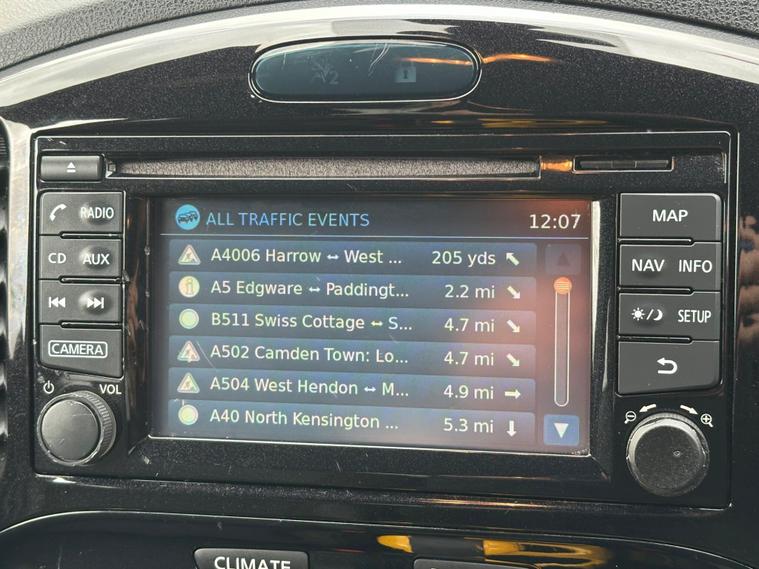 RADIO
CD AUX
CAMERA
VOL
ALL TRAFFIC EVENTS 12:07
A4006 Harrow ↔ West ... 205 yds
A5 Edgware ↔ Paddingt... 2.2 mi
B511 Swiss Cottage ↔ S... 4.7 mi
A502 Camden Town: Lo... 4.7 mi
A504 West Hendon ↔ M... 4.9 mi
A40 North Kensington ... 5.3 mi
MAP
NAV INFO
SETUP
CLIMATE